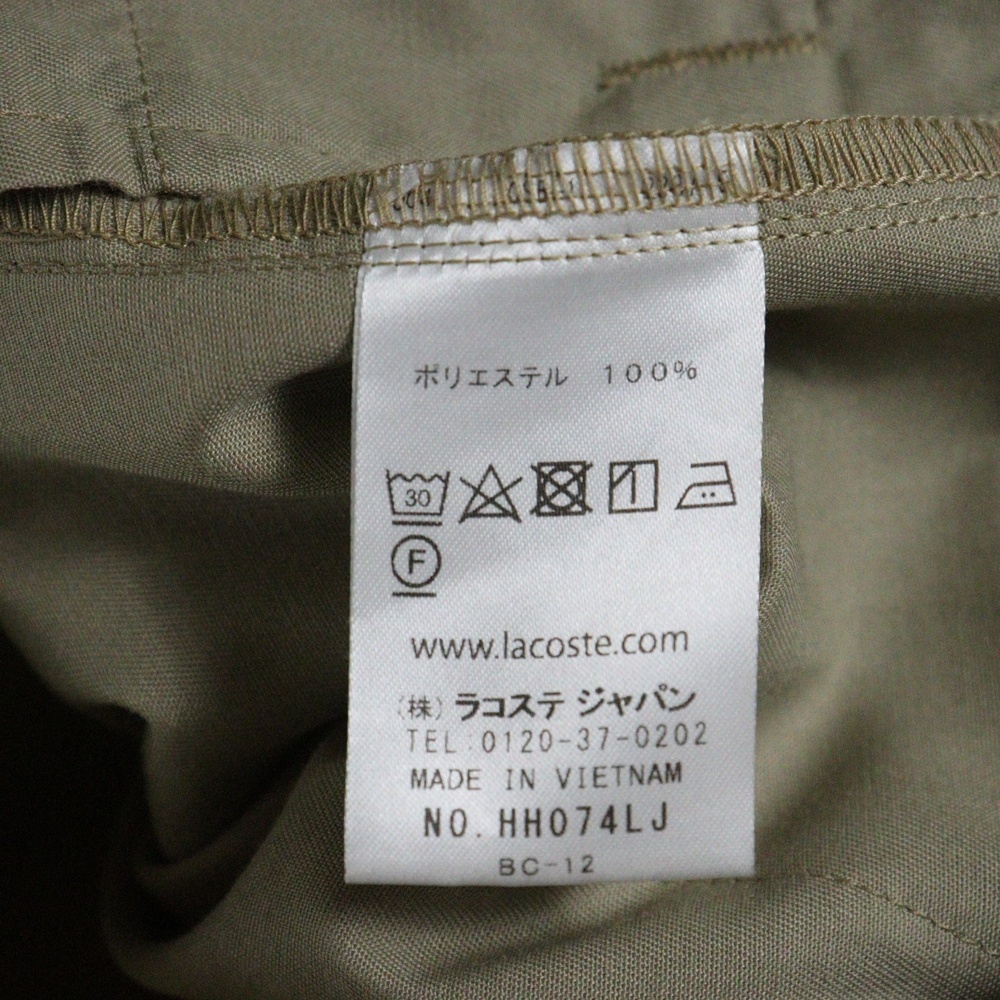 ポリエステル 100%
30
F
www.lacoste.com
(株) ラコステ ジャパン
TEL:0120-37-0202
MADE IN VIETNAM
NO. HH074LJ
BC-12